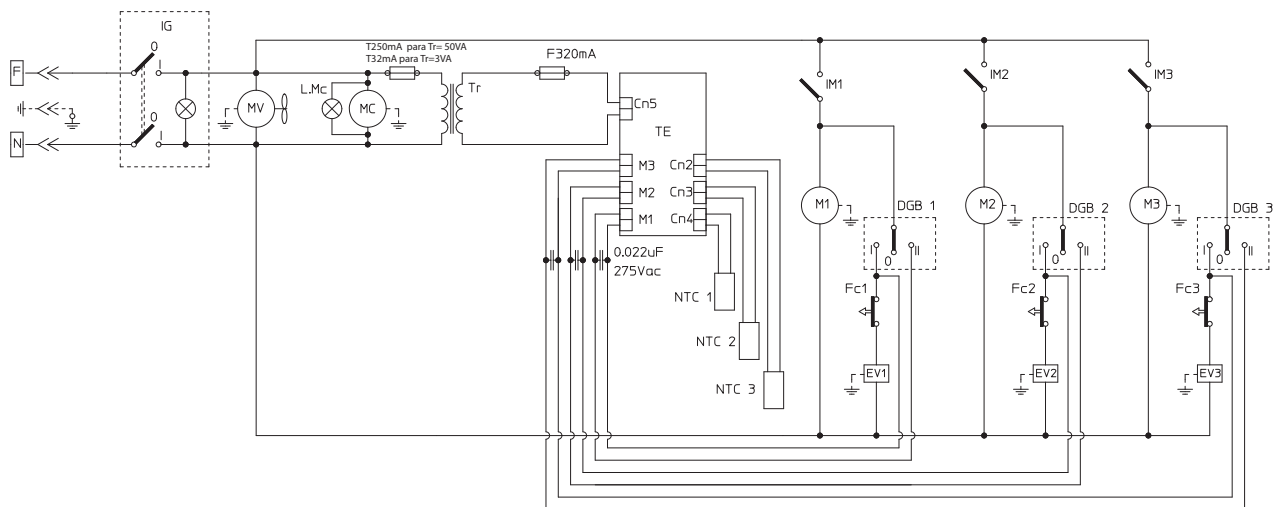 IG
0
I
F
0
I
N
MV
L.Mc
MC
T250mA para Tr= 50VA
T32mA para Tr=3VA
Tr
F320mA
Cn5
TE
M3
Cn2
M2
Cn3
M1
Cn4
0.022uF
275Vac
NTC 1
NTC 2
NTC 3
IM1
IM2
IM3
M1
M2
M3
DGB 1
DGB 2
DGB 3
I
0
II
I
0
II
I
0
II
Fc1
Fc2
Fc3
EV1
EV2
EV3